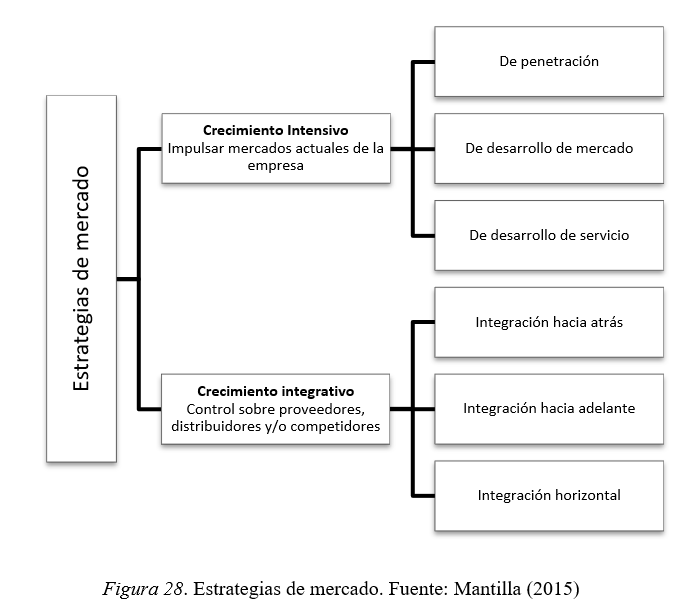 Estrategias de mercado
Crecimiento Intensivo
Impulsar mercados actuales de la
empresa
De penetración
De desarrollo de mercado
De desarrollo de servicio
Crecimiento integrativo
Control sobre proveedores,
distribuidores y/o competidores
Integración hacia atrás
Integración hacia adelante
Integración horizontal
Figura 28. Estrategias de mercado. Fuente: Mantilla (2015)